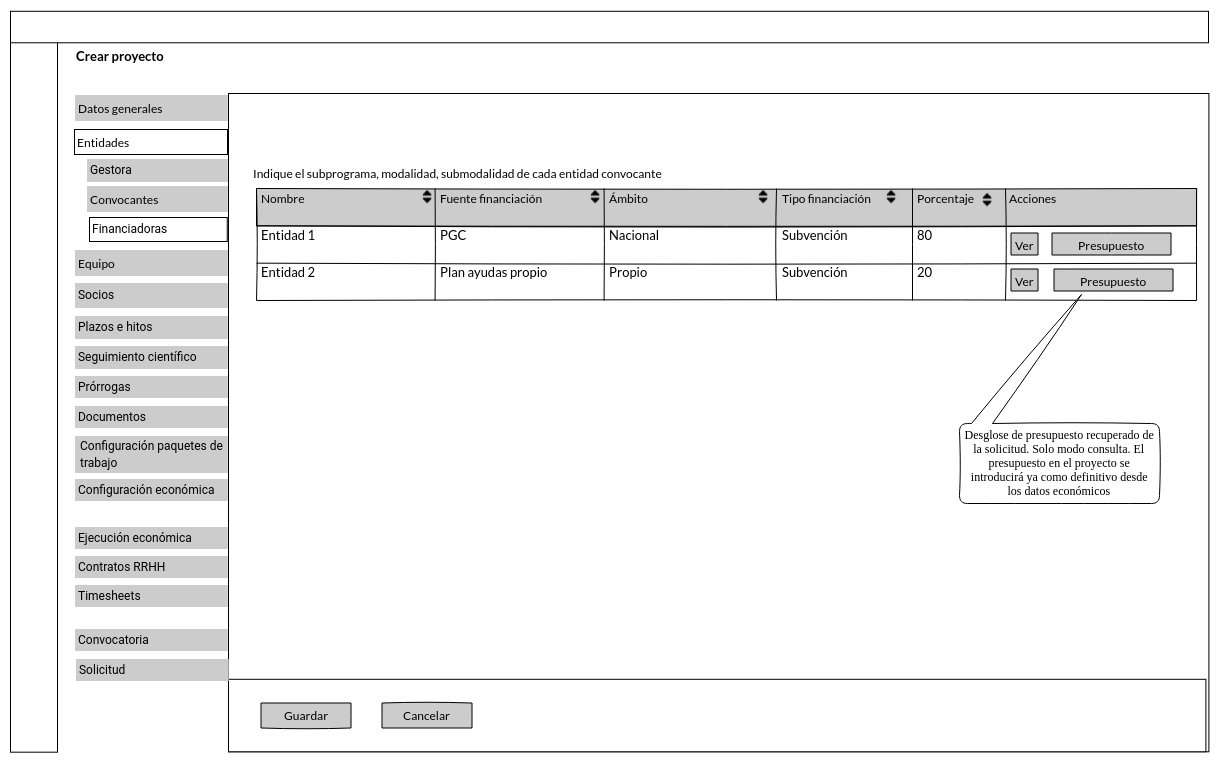 Crear proyecto
Datos generales
Entidades
Gestora
Convocantes
Financiadoras
Equipo
Socios
Plazos e hitos
Seguimiento científico
Prórrogas
Documentos
Configuración paquetes de
trabajo
Configuración económica
Ejecución económica
Contratos RRHH
Timesheets
Convocatoria
Solicitud
Indique el subprograma, modalidad, submodalidad de cada entidad convocante
Nombre Fuente financiación Ámbito Tipo financiación Porcentaje Acciones
Entidad 1 PGC Nacional Subvención 80 Ver Presupuesto
Entidad 2 Plan ayudas propio Propio Subvención 20 Ver Presupuesto
Desglose de presupuesto recuperado de
la solicitud. Solo modo consulta. El
presupuesto en el proyecto se
introducirá ya como definitivo desde
los datos económicos
Guardar Cancelar